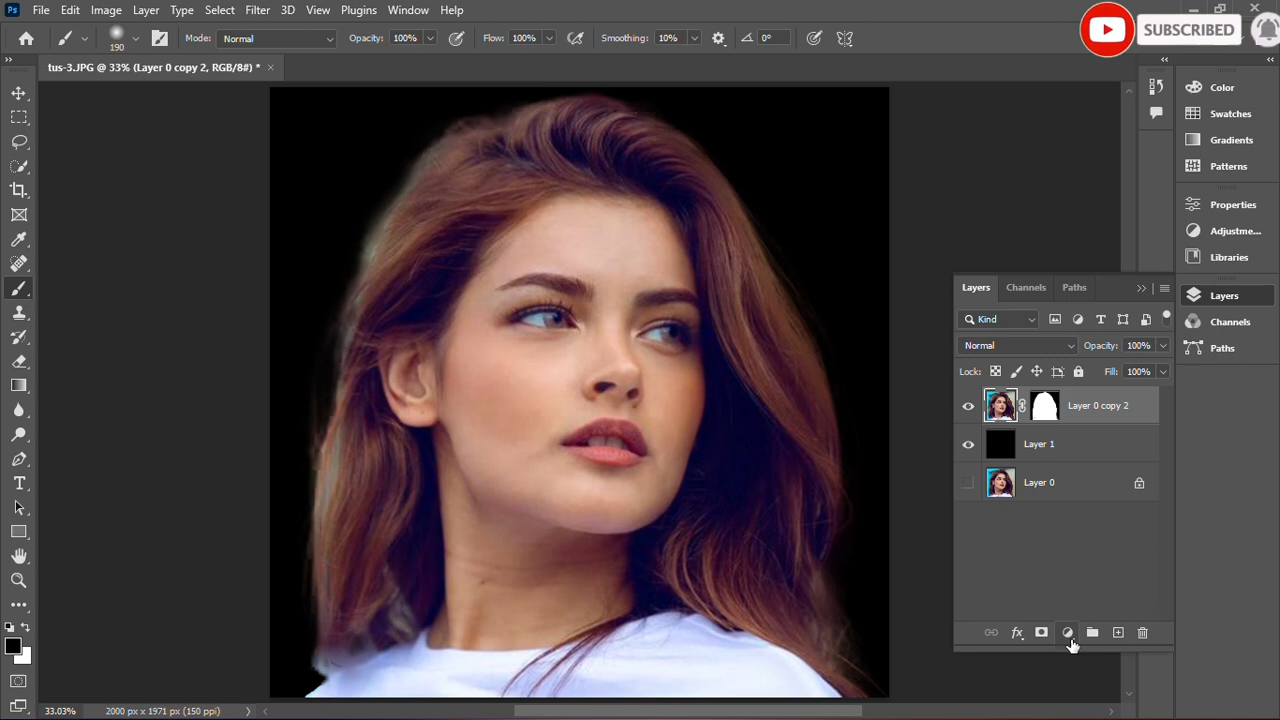 Ps File Edit Image Layer Type Select Filter 3D View Plugins Window Help
SUBSCRIBED
190 Mode: Normal Opacity: 100% Flow: 100% Smoothing: 10% 0°
tus-3.JPG @ 33% (Layer 0 copy 2, RGB/8#) * ×
Color
Swatches
Gradients
Patterns
Properties
Adjustme...
Libraries
Layers
Channels
Paths
Layers Channels Paths
Kind
Normal Opacity: 100%
Lock: Fill: 100%
Layer 0 copy 2
Layer 1
Layer 0
fx
33.03% 2000 px x 1971 px (150 ppi)